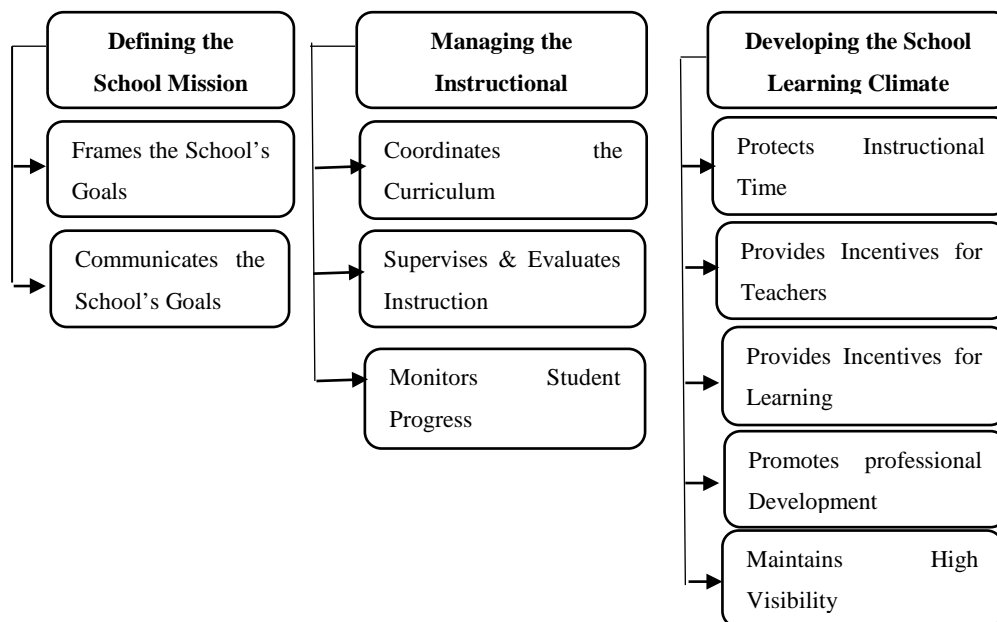 Defining the
School Mission
Frames the School’s
Goals
Communicates the
School’s Goals
Managing the
Instructional
Coordinates the
Curriculum
Supervises & Evaluates
Instruction
Monitors Student
Progress
Developing the School
Learning Climate
Protects Instructional
Time
Provides Incentives for
Teachers
Provides Incentives for
Learning
Promotes professional
Development
Maintains High
Visibility